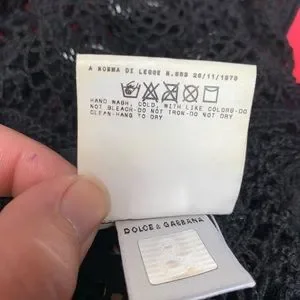 A NORMA DI LEGGE N.883 26/11/1973
HAND WASH, COLD, WITH LIKE COLORS-DO
NOT BLEACH-DO NOT IRON-DO NOT DRY
CLEAN-HANG TO DRY
DOLCE & GABBANA